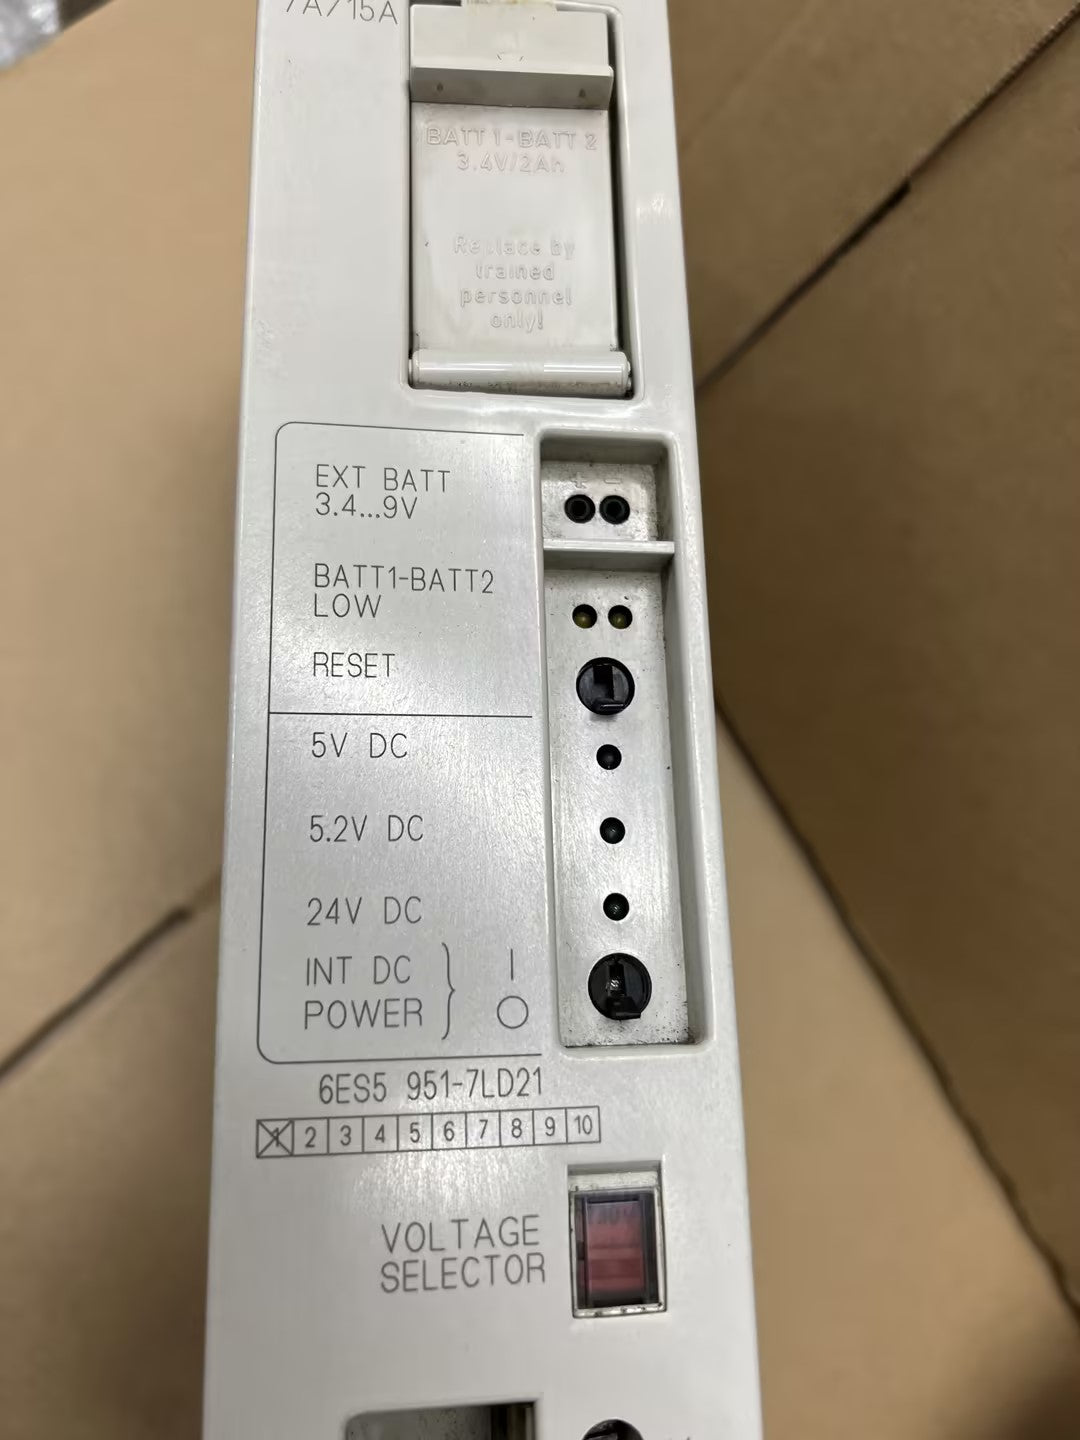 7A/15A
BATT 1-BATT 2
3.4V/2Ah
Replace by
trained
personnel
only!
+ -
EXT BATT
3.4...9V
BATT1-BATT2
LOW
RESET
5V DC
5.2V DC
24V DC
INT DC
POWER
6ES5 951-7LD21
1 2 3 4 5 6 7 8 9 10
VOLTAGE
SELECTOR